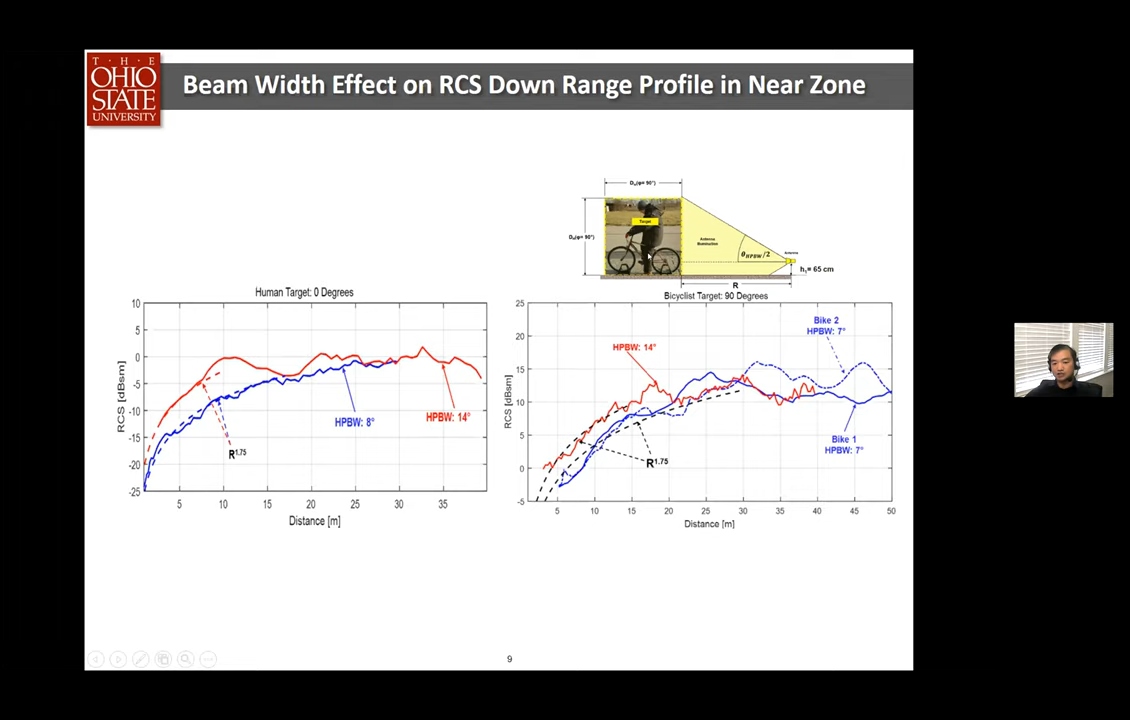 T · H · E
OHIO
STATE
UNIVERSITY
Beam Width Effect on RCS Down Range Profile in Near Zone
Target
Antenna
Illumination
θHPBW/2
h₁= 65 cm
R
Human Target: 0 Degrees
10
5
0
-5
-10
-15
-20
-25
RCS [dBsm]
HPBW: 8°
HPBW: 14°
R1.75
5 10 15 20 25 30 35
Distance [m]
Bicyclist Target: 90 Degrees
25
20
15
10
5
0
-5
RCS [dBsm]
HPBW: 14°
Bike 2
HPBW: 7°
Bike 1
HPBW: 7°
R1.75
5 10 15 20 25 30 35 40 45 50
Distance [m]
9